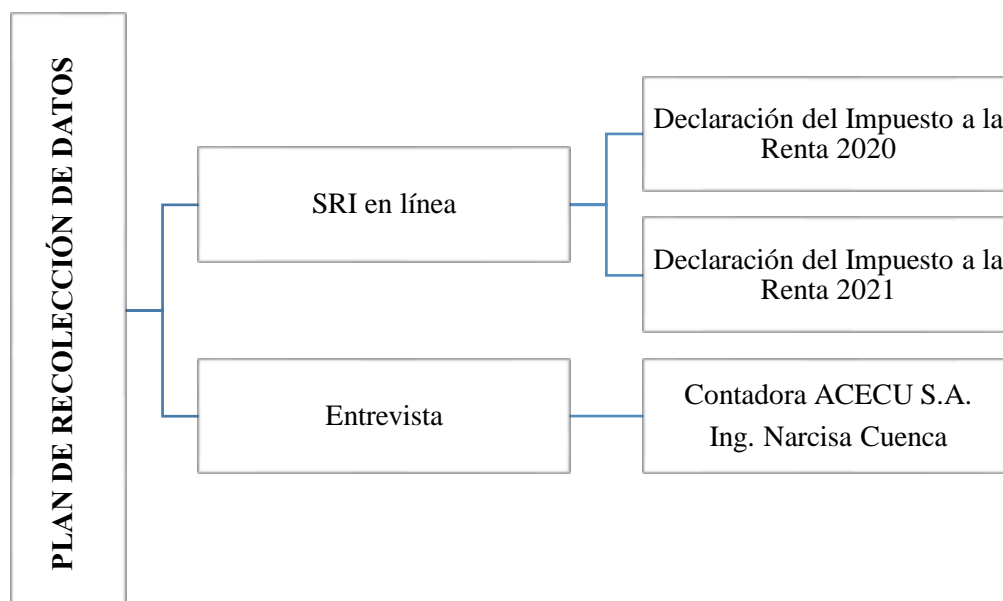 PLAN DE RECOLECCIÓN DE DATOS
SRI en línea
Declaración del Impuesto a la
Renta 2020
Declaración del Impuesto a la
Renta 2021
Entrevista
Contadora ACECU S.A.
Ing. Narcisa Cuenca